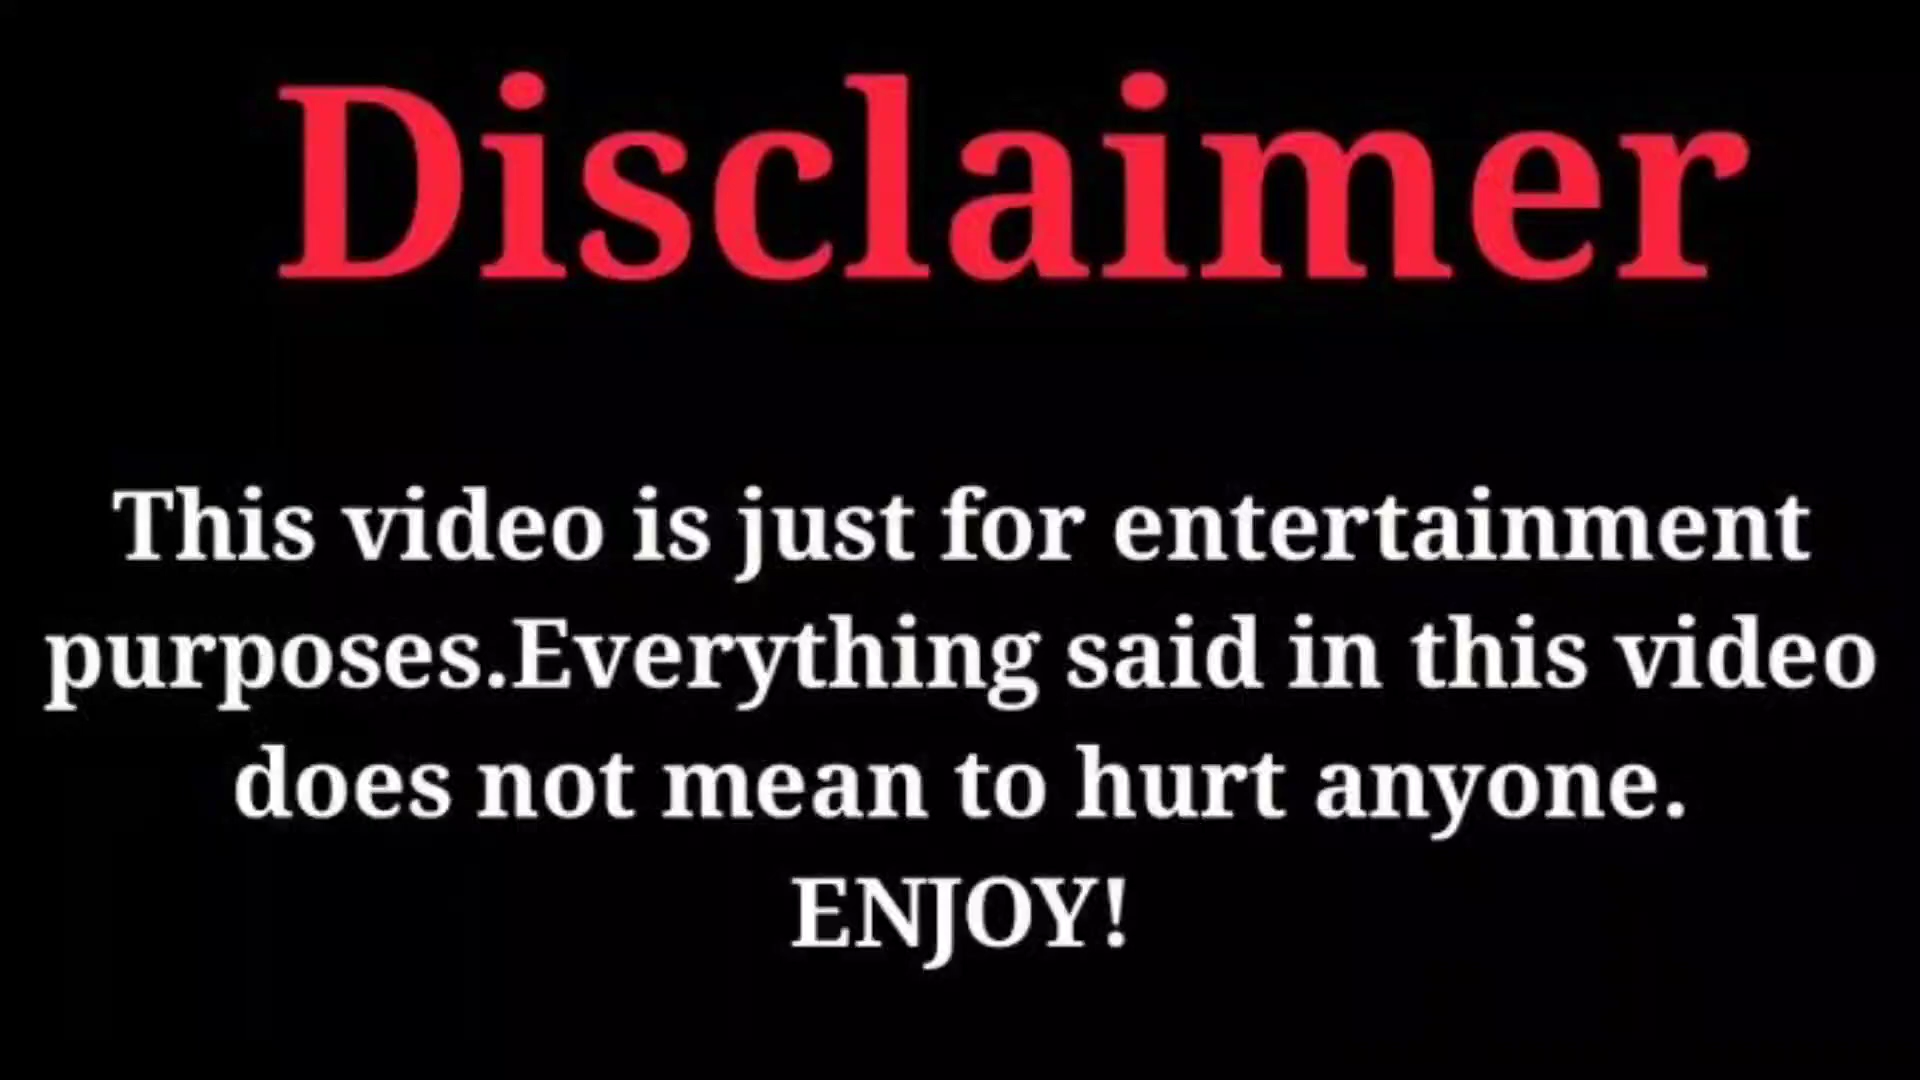 Disclaimer
This video is just for entertainment
purposes.Everything said in this video
does not mean to hurt anyone.
ENJOY!